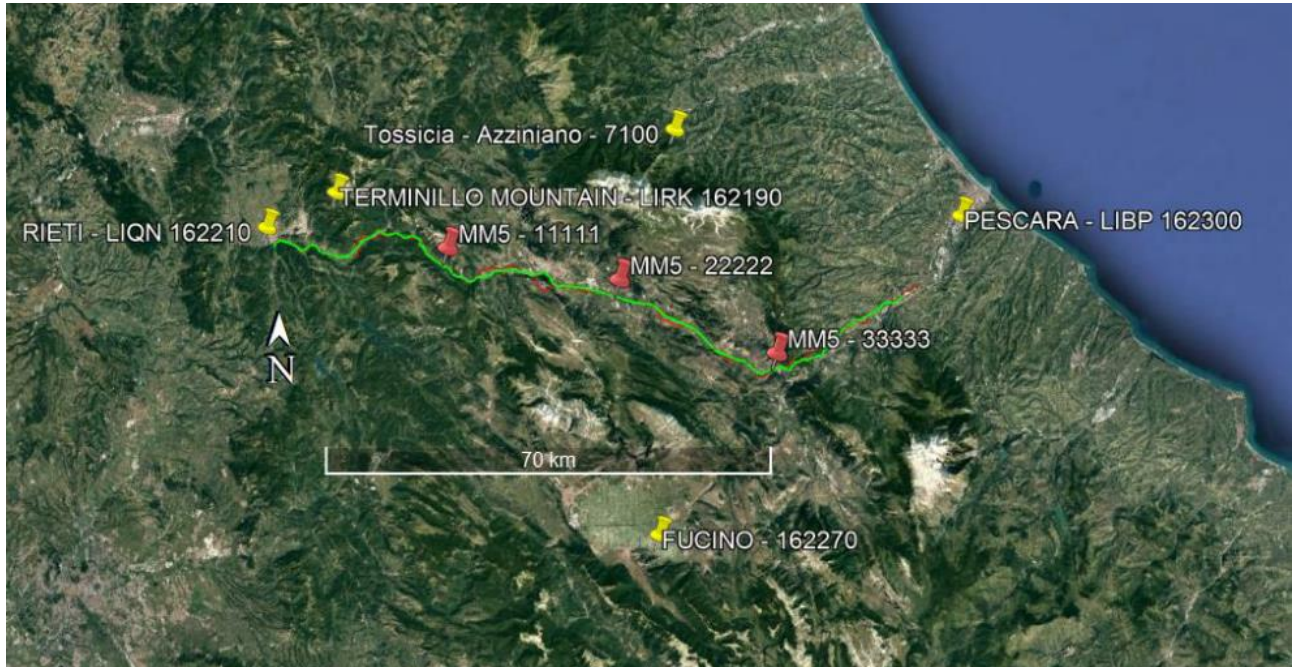 Tossicia - Azziniano - 7100
TERMINILLO MOUNTAIN - LIRK 162190
RIETI - LIQN 162210
PESCARA - LIBP 162300
MM5 - 11111
MM5 - 22222
MM5 - 33333
N
70 km
FUCINO - 162270